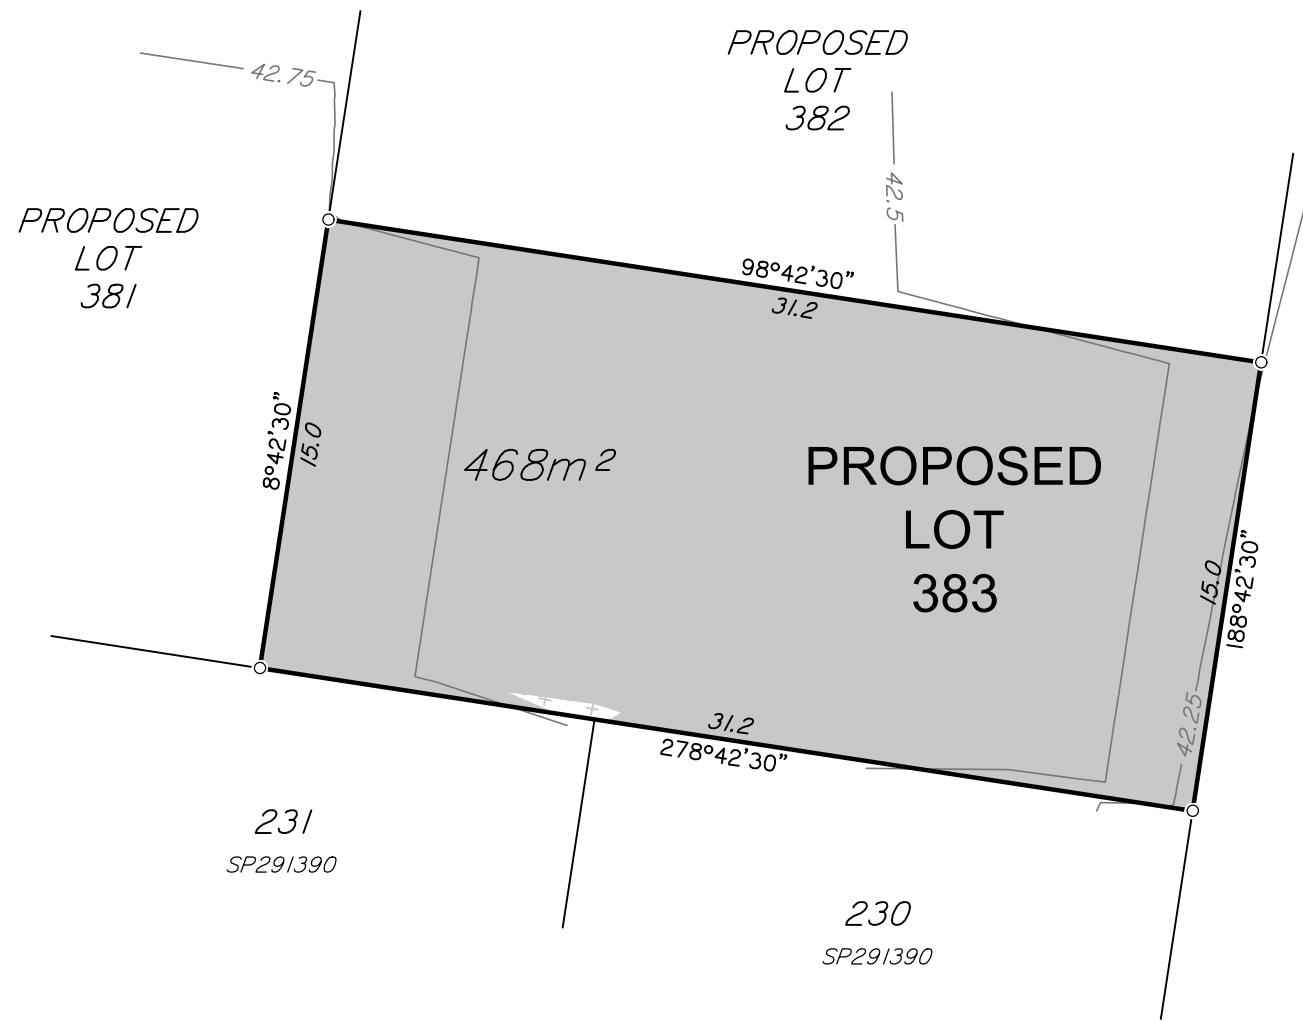 PROPOSED
LOT
382
42.75
42.5
PROPOSED
LOT
381
98°42'30"
31.2
8°42'30"
15.0
468m²
PROPOSED
LOT
383
15.0
188°42'30"
42.25
31.2
278°42'30"
231
SP291390
230
SP291390